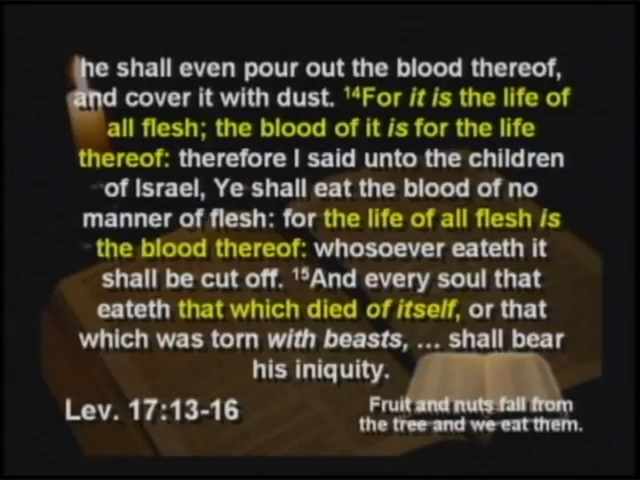 he shall even pour out the blood thereof,
and cover it with dust. ¹⁴For it is the life of
all flesh; the blood of it is for the life
thereof: therefore I said unto the children
of Israel, Ye shall eat the blood of no
manner of flesh: for the life of all flesh is
the blood thereof: whosoever eateth it
shall be cut off. ¹⁵And every soul that
eateth that which died of itself, or that
which was torn with beasts, ... shall bear
his iniquity.
Lev. 17:13-16
Fruit and nuts fall from
the tree and we eat them.